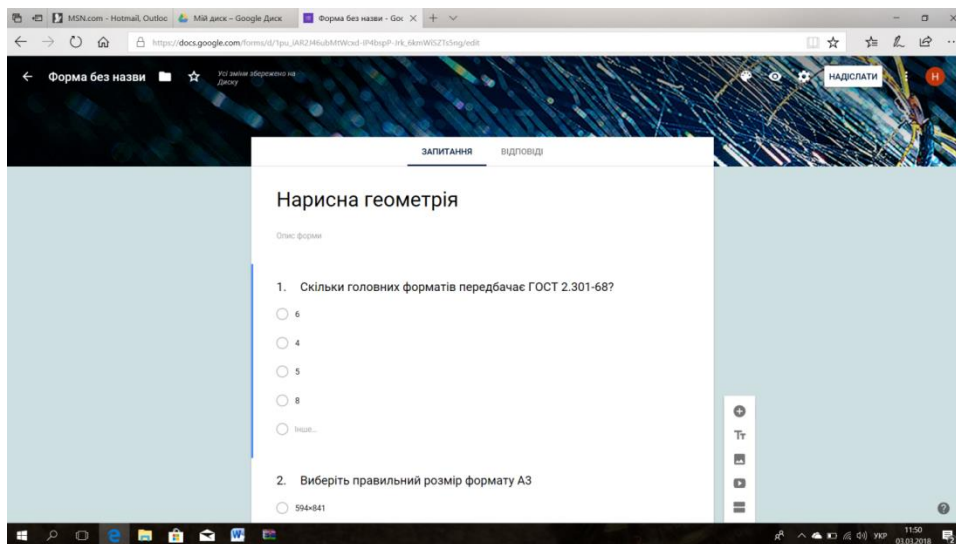 MSN.com - Hotmail, Outloo
Мій диск – Google Диск
Форма без назви - Goo
https://docs.google.com/forms/d/1pu_iAR2J46ubMtWcxd-IP4bspP-Irk_6kmWiSZTs5ng/edit
Форма без назви
Усі зміни збережено на
Диску
НАДІСЛАТИ
Н
ЗАПИТАННЯ ВІДПОВІДІ
Нарисна геометрія
Опис форми
1. Скільки головних форматів передбачає ГОСТ 2.301-68?
6
4
5
8
Інше...
2. Виберіть правильний розмір формату А3
594×841
Тт
УКР
11:50
03.03.2018